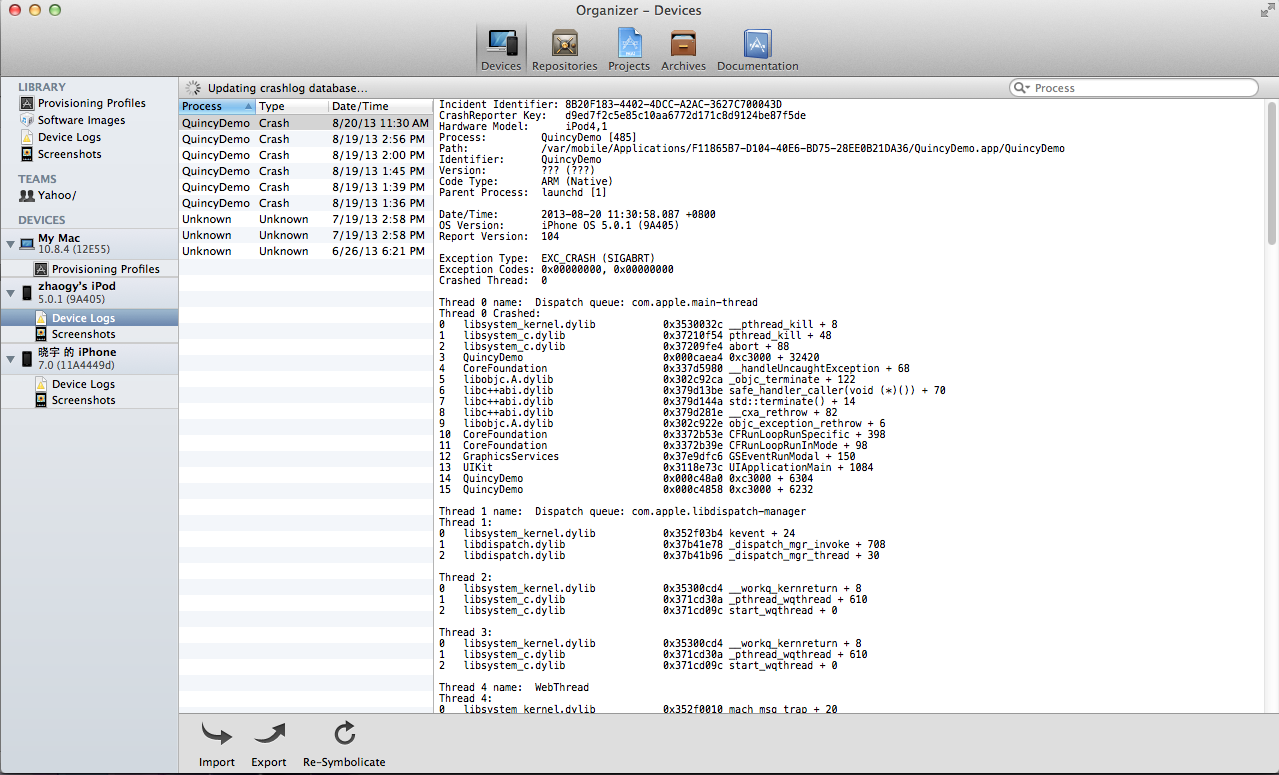 Organizer – Devices
Devices Repositories Projects Archives Documentation
LIBRARY
Provisioning Profiles
Software Images
Device Logs
Screenshots
TEAMS
Yahoo/
DEVICES
My Mac
10.8.4 (12E55)
Provisioning Profiles
zhaogy's iPod
5.0.1 (9A405)
Device Logs
Screenshots
晓宇 的 iPhone
7.0 (11A4449d)
Device Logs
Screenshots
Updating crashlog database...
Process
Process Type Date/Time
QuincyDemo Crash 8/20/13 11:30 AM
QuincyDemo Crash 8/19/13 2:56 PM
QuincyDemo Crash 8/19/13 2:00 PM
QuincyDemo Crash 8/19/13 1:45 PM
QuincyDemo Crash 8/19/13 1:39 PM
QuincyDemo Crash 8/19/13 1:36 PM
Unknown Unknown 7/19/13 2:58 PM
Unknown Unknown 7/19/13 2:58 PM
Unknown Unknown 6/26/13 6:21 PM
Incident Identifier: 8B20F183-4402-4DCC-A2AC-3627C700043D
CrashReporter Key: d9ed7f2c5e85c10aa6772d171c8d9124be87f5de
Hardware Model: iPod4,1
Process: QuincyDemo [485]
Path: /var/mobile/Applications/F11865B7-D104-40E6-BD75-28EE0B21DA36/QuincyDemo.app/QuincyDemo
Identifier: QuincyDemo
Version: ??? (???)
Code Type: ARM (Native)
Parent Process: launchd [1]
Date/Time: 2013-08-20 11:30:58.087 +0800
OS Version: iPhone OS 5.0.1 (9A405)
Report Version: 104
Exception Type: EXC_CRASH (SIGABRT)
Exception Codes: 0x00000000, 0x00000000
Crashed Thread: 0
Thread 0 name: Dispatch queue: com.apple.main-thread
Thread 0 Crashed:
0 libsystem_kernel.dylib 0x3530032c __pthread_kill + 8
1 libsystem_c.dylib 0x37210f54 pthread_kill + 48
2 libsystem_c.dylib 0x37209fe4 abort + 88
3 QuincyDemo 0x000caea4 0xc3000 + 32420
4 CoreFoundation 0x337d5980 __handleUncaughtException + 68
5 libobjc.A.dylib 0x302c92ca _objc_terminate + 122
6 libc++abi.dylib 0x379d13be safe_handler_caller(void (*)()) + 70
7 libc++abi.dylib 0x379d144a std::terminate() + 14
8 libc++abi.dylib 0x379d281e __cxa_rethrow + 82
9 libobjc.A.dylib 0x302c922e objc_exception_rethrow + 6
10 CoreFoundation 0x3372b53e CFRunLoopRunSpecific + 398
11 CoreFoundation 0x3372b39e CFRunLoopRunInMode + 98
12 GraphicsServices 0x37e9dfc6 GSEventRunModal + 150
13 UIKit 0x3118e73c UIApplicationMain + 1084
14 QuincyDemo 0x000c48a0 0xc3000 + 6304
15 QuincyDemo 0x000c4858 0xc3000 + 6232
Thread 1 name: Dispatch queue: com.apple.libdispatch-manager
Thread 1:
0 libsystem_kernel.dylib 0x352f03b4 kevent + 24
1 libdispatch.dylib 0x37b41e78 _dispatch_mgr_invoke + 708
2 libdispatch.dylib 0x37b41b96 _dispatch_mgr_thread + 30
Thread 2:
0 libsystem_kernel.dylib 0x35300cd4 __workq_kernreturn + 8
1 libsystem_c.dylib 0x371cd30a _pthread_wqthread + 610
2 libsystem_c.dylib 0x371cd09c start_wqthread + 0
Thread 3:
0 libsystem_kernel.dylib 0x35300cd4 __workq_kernreturn + 8
1 libsystem_c.dylib 0x371cd30a _pthread_wqthread + 610
2 libsystem_c.dylib 0x371cd09c start_wqthread + 0
Thread 4 name: WebThread
Thread 4:
0 libsystem_kernel.dylib 0x352f0010 mach_msg_trap + 20
Import Export Re-Symbolicate